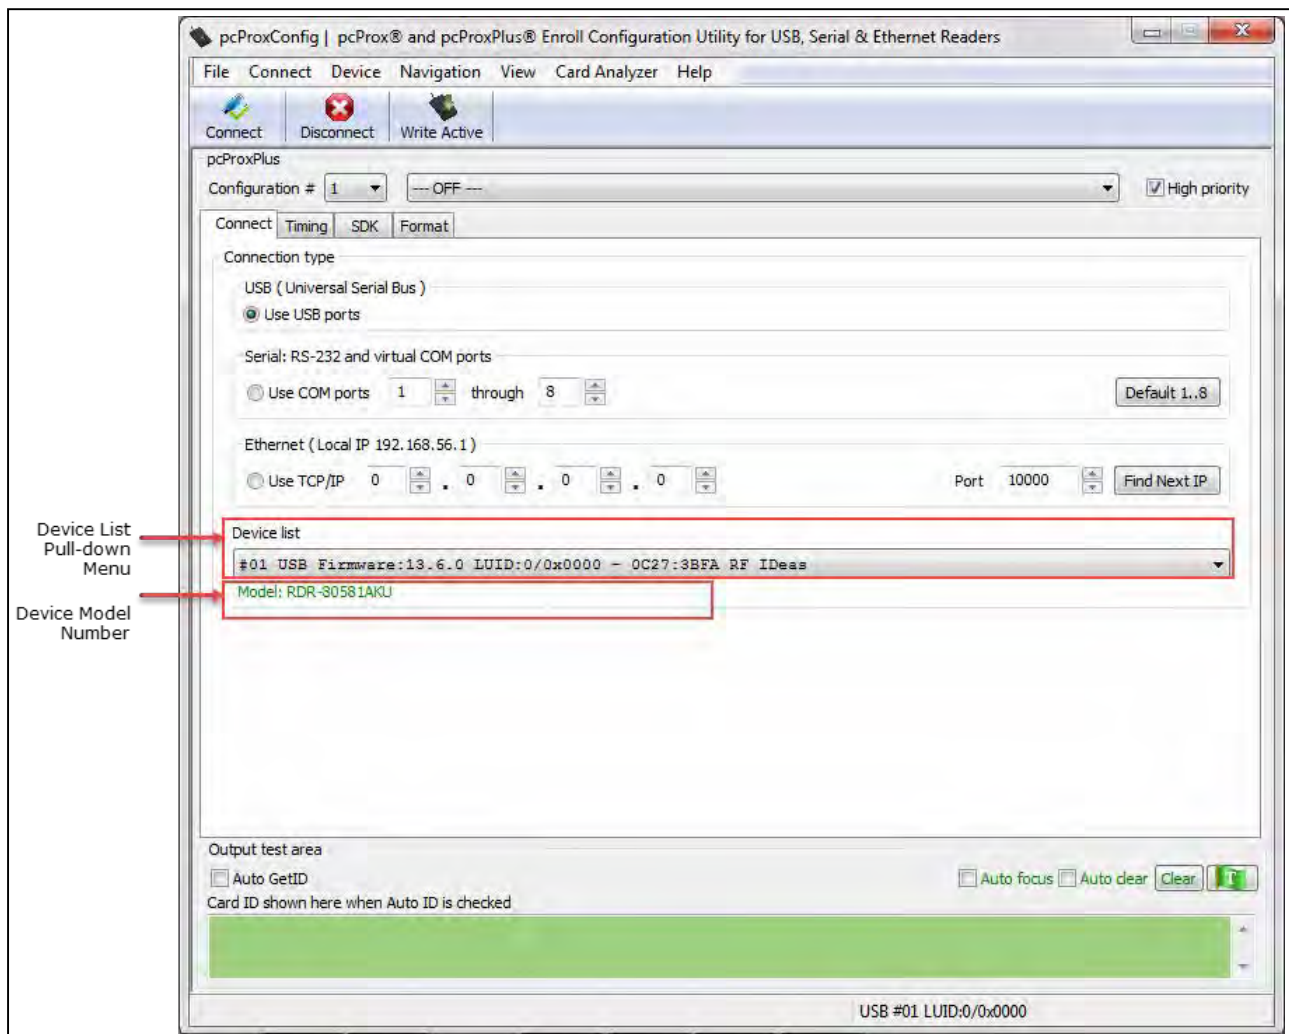 pcProxConfig | pcProx® and pcProxPlus® Enroll Configuration Utility for USB, Serial & Ethernet Readers
File Connect Device Navigation View Card Analyzer Help
Connect Disconnect Write Active
pcProxPlus
Configuration # 1 --- OFF --- High priority
Connect Timing SDK Format
Connection type
USB ( Universal Serial Bus )
Use USB ports
Serial: RS-232 and virtual COM ports
Use COM ports 1 through 8 Default 1..8
Ethernet ( Local IP 192.168.56.1 )
Use TCP/IP 0 . 0 . 0 . 0 Port 10000 Find Next IP
Device List
Pull-down
Menu
Device list
#01 USB Firmware:13.6.0 LUID:0/0x0000 - 0C27:3BFA RF IDeas
Device Model
Number
Model: RDR-80581AKU
Output test area
Auto GetID Auto focus Auto clear Clear T
Card ID shown here when Auto ID is checked
USB #01 LUID:0/0x0000